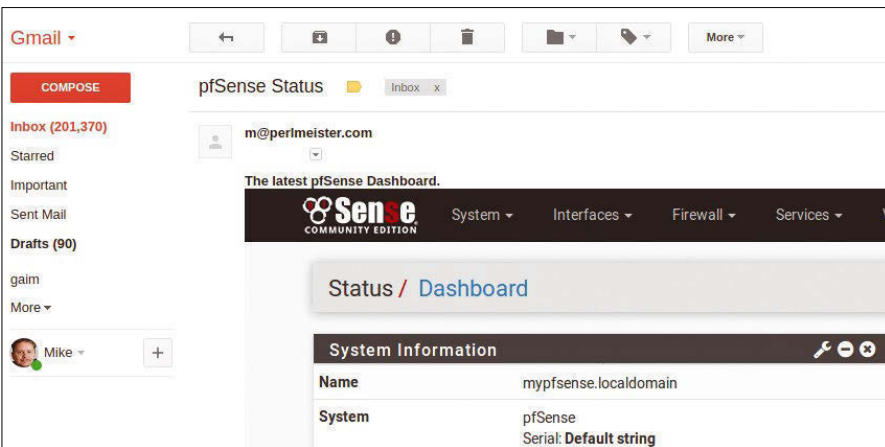 Gmail
More
COMPOSE
pfSense Status
Inbox x
Inbox (201,370)
Starred
Important
Sent Mail
Drafts (90)
gaim
More
Mike
m@perlmeister.com
The latest pfSense Dashboard.
Sense
COMMUNITY EDITION
System
Interfaces
Firewall
Services
Status / Dashboard
System Information
Name
mypfsense.localdomain
System
pfSense
Serial: Default string